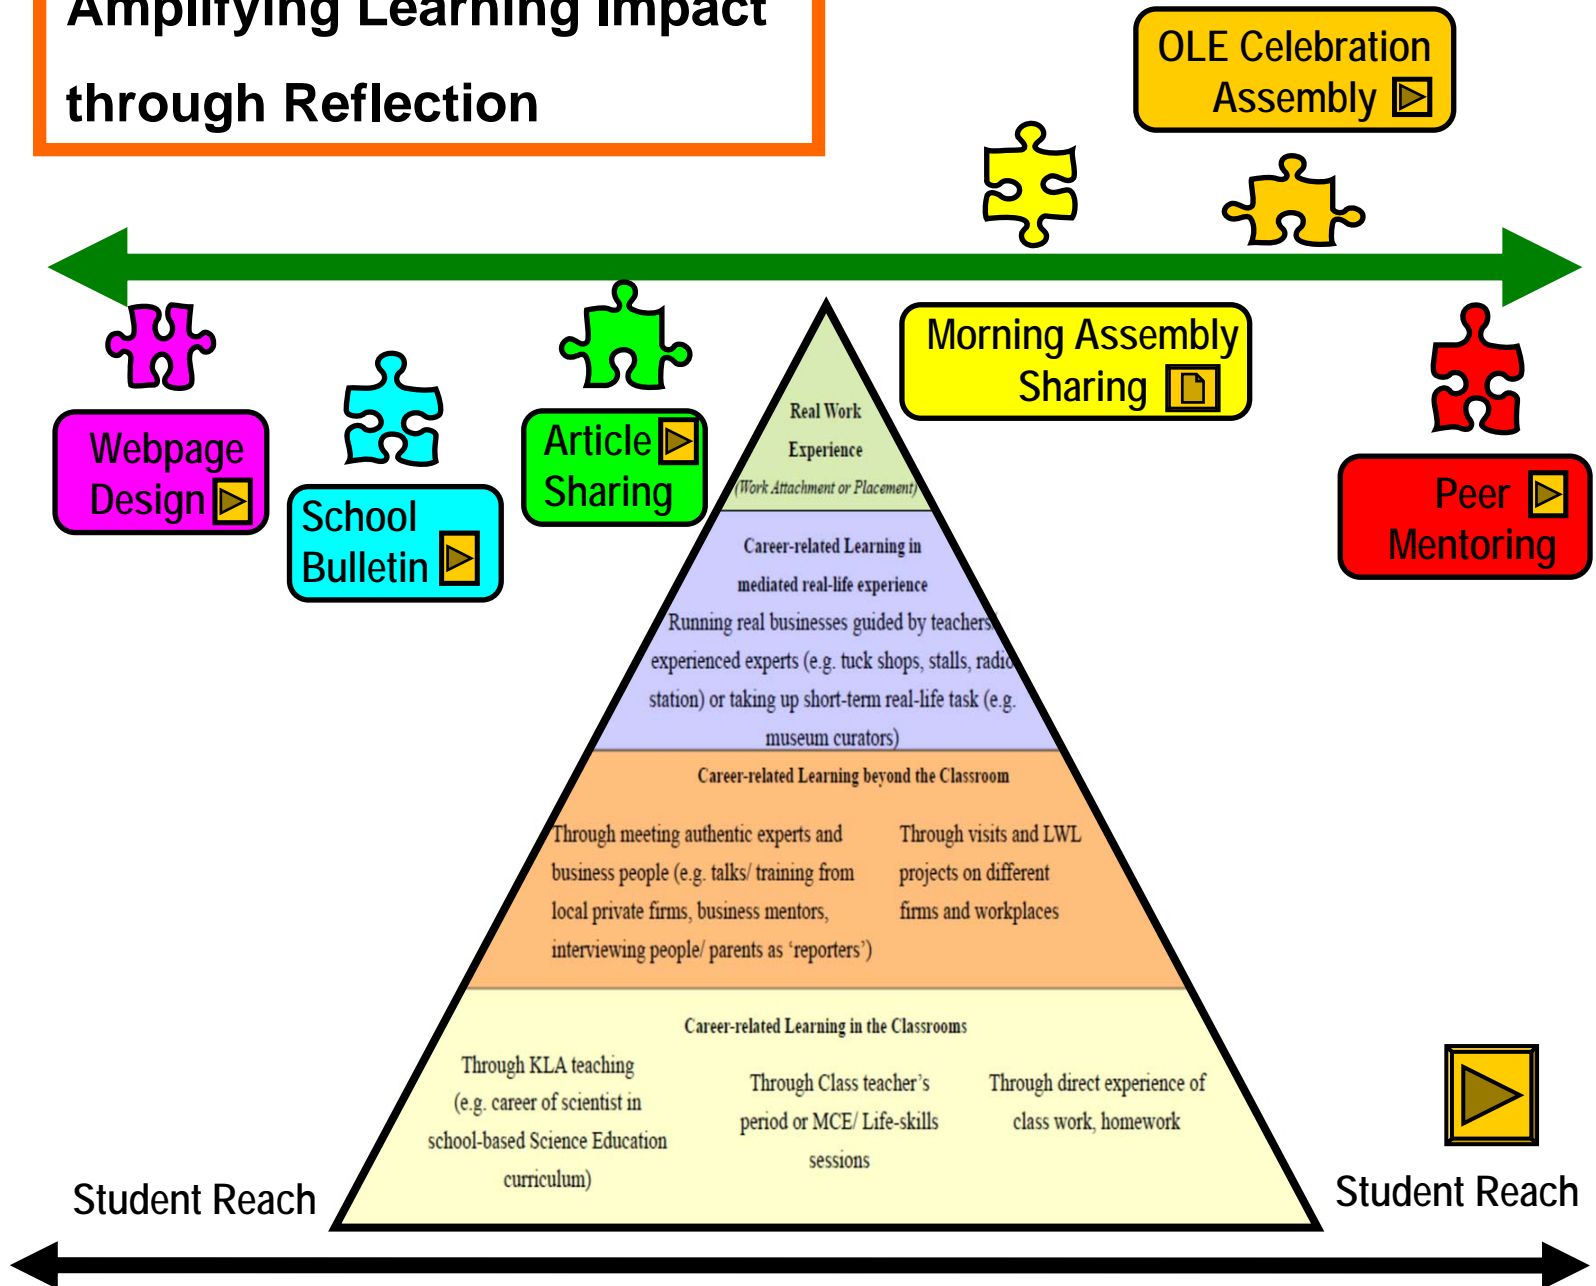 Amplifying Learning Impact
through Reflection
OLE Celebration
Assembly
Webpage
Design
School
Bulletin
Article
Sharing
Morning Assembly
Sharing
Peer
Mentoring
Real Work
Experience
(Work Attachment or Placement)
Career-related Learning in
mediated real-life experience
Running real businesses guided by teachers/
experienced experts (e.g. tuck shops, stalls, radio
station) or taking up short-term real-life task (e.g.
museum curators)
Career-related Learning beyond the Classroom
Through meeting authentic experts and
business people (e.g. talks/ training from
local private firms, business mentors,
interviewing people/ parents as ‘reporters’)
Through visits and LWL
projects on different
firms and workplaces
Career-related Learning in the Classrooms
Through KLA teaching
(e.g. career of scientist in
school-based Science Education
curriculum)
Through Class teacher’s
period or MCE/ Life-skills
sessions
Through direct experience of
class work, homework
Student Reach
Student Reach